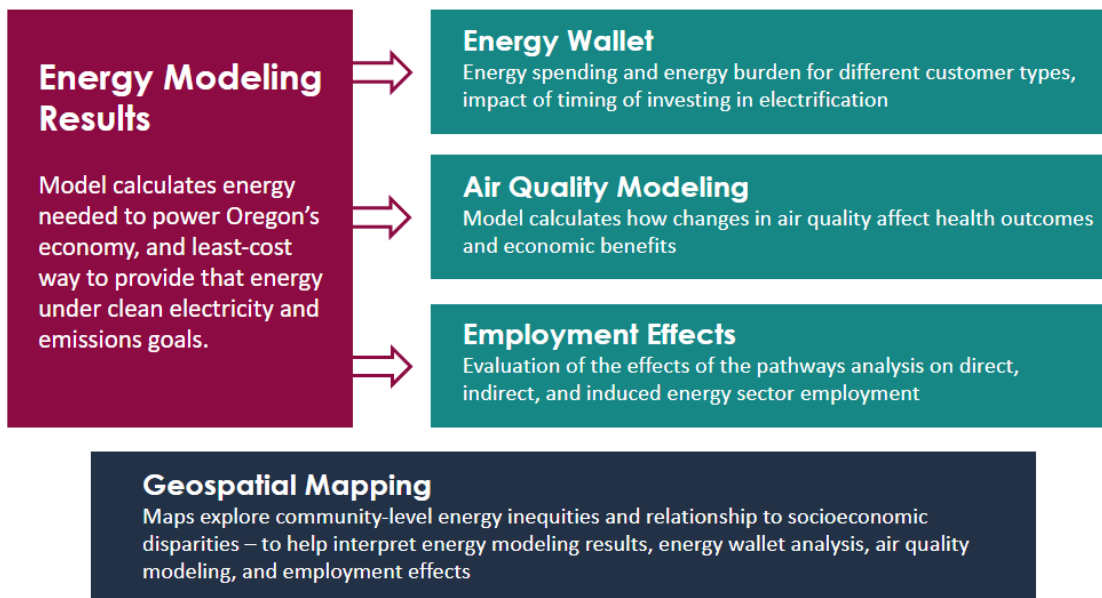 Energy Modeling
Results
Model calculates energy
needed to power Oregon’s
economy, and least-cost
way to provide that energy
under clean electricity and
emissions goals.
Energy Wallet
Energy spending and energy burden for different customer types,
impact of timing of investing in electrification
Air Quality Modeling
Model calculates how changes in air quality affect health outcomes
and economic benefits
Employment Effects
Evaluation of the effects of the pathways analysis on direct,
indirect, and induced energy sector employment
Geospatial Mapping
Maps explore community-level energy inequities and relationship to socioeconomic
disparities – to help interpret energy modeling results, energy wallet analysis, air quality
modeling, and employment effects